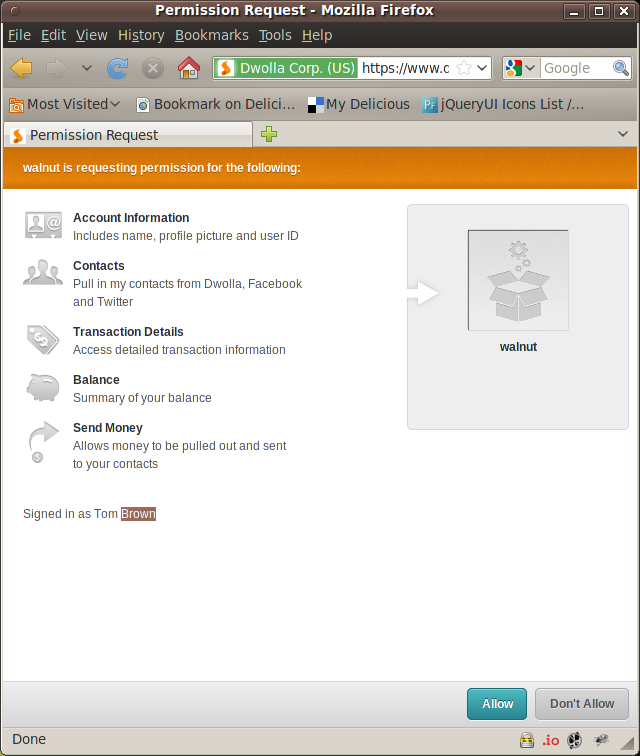 Permission Request - Mozilla Firefox
File Edit View History Bookmarks Tools Help
Dwolla Corp. (US) https://www.c Google
Most Visited Bookmark on Delici... My Delicious jQueryUI Icons List /...
Permission Request
walnut is requesting permission for the following:
Account Information
Includes name, profile picture and user ID
Contacts
Pull in my contacts from Dwolla, Facebook
and Twitter
Transaction Details
Access detailed transaction information
Balance
Summary of your balance
Send Money
Allows money to be pulled out and sent
to your contacts
walnut
Signed in as Tom Brown
Allow Don't Allow
Done .io